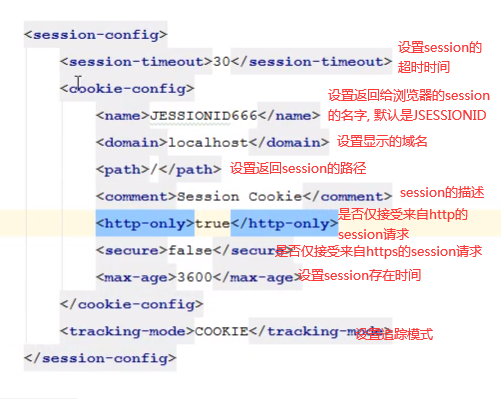 <session-config>
<session-timeout>30</session-timeout> 设置session的
超时时间
<cookie-config>
设置返回给浏览器的session
<name>JESSIONID666</name> 的名字, 默认是JSESSIONID
<domain>localhost</domain> 设置显示的域名
<path>/</path> 设置返回session的路径
<comment>Session Cookie</comment> session的描述
<http-only>true</http-only> 是否仅接受来自http的
session请求
<secure>false</secure> 是否仅接受来自https的session请求
<max-age>3600</max-age> 设置session存在时间
</cookie-config>
<tracking-mode>COOKIE</tracking-mode> 设置追踪模式
</session-config>